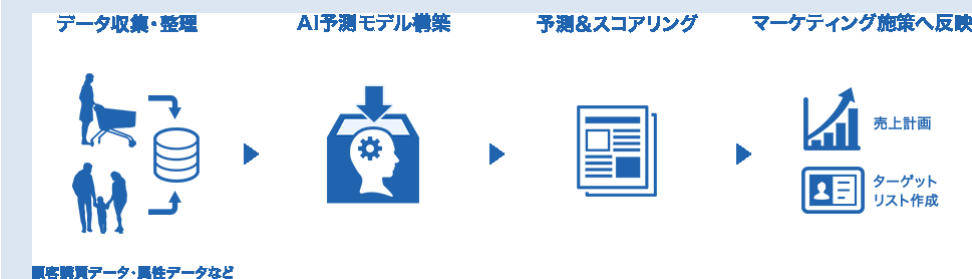 データ収集・整理
AI予測モデル構築
予測&スコアリング
マーケティング施策へ反映
売上計画
ターゲット
リスト作成
顧客購買データ・属性データなど